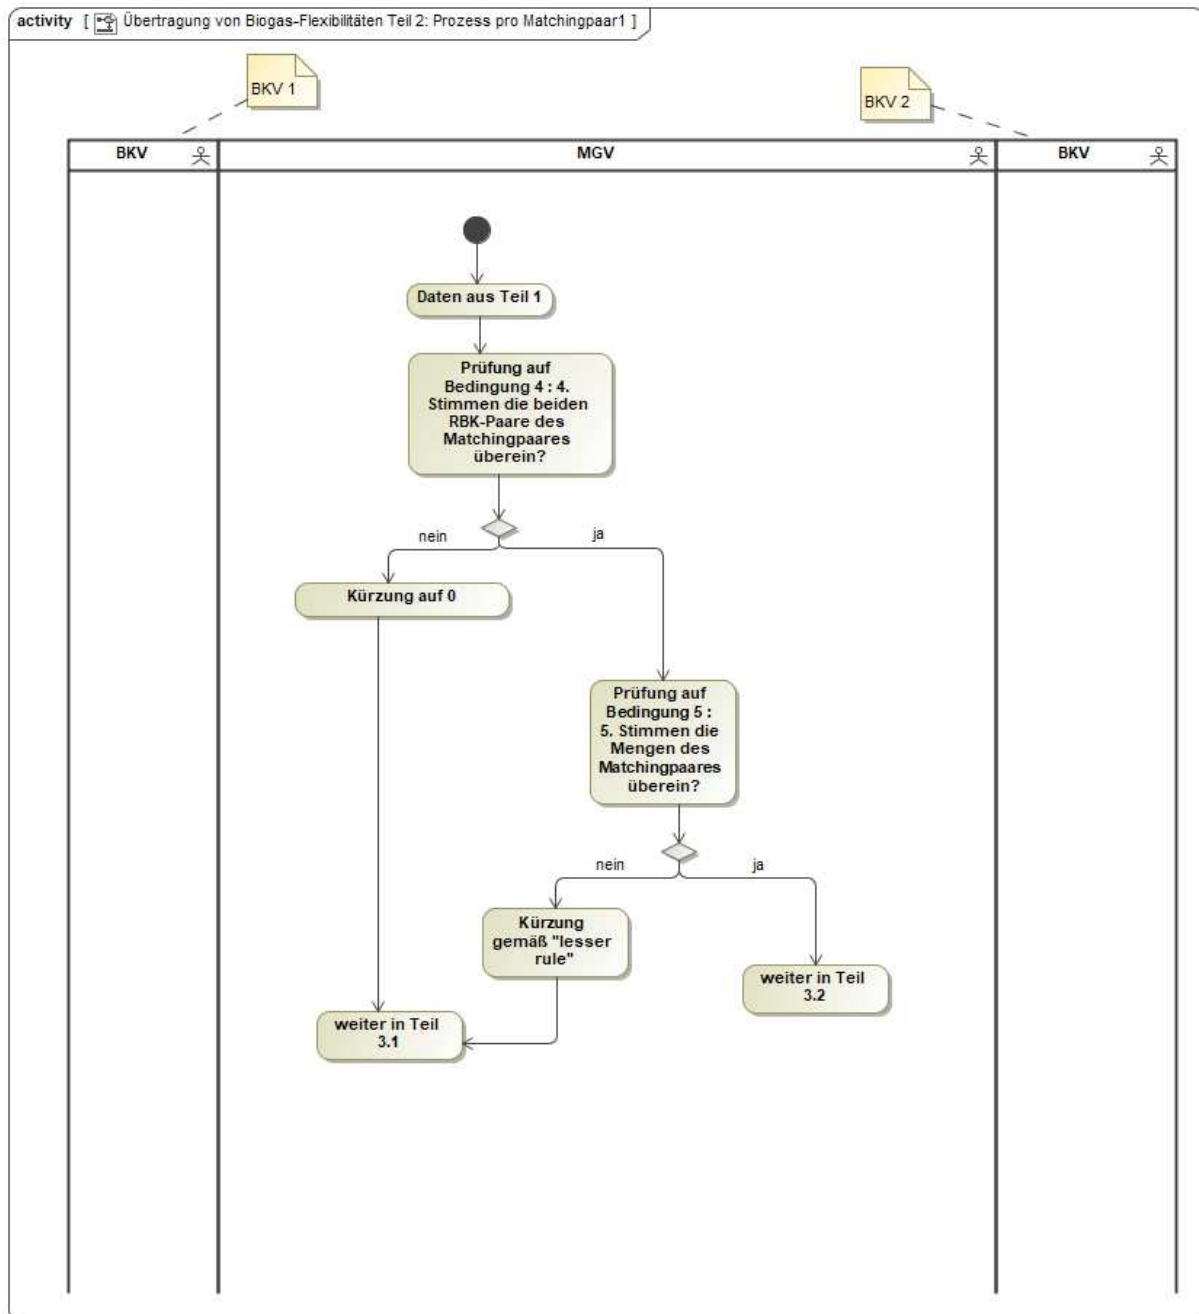 activity [ Übertragung von Biogas-Flexibilitäten Teil 2: Prozess pro Matchingpaar1 ]
BKV 1
BKV 2
BKV
MGV
BKV
Daten aus Teil 1
Prüfung auf
Bedingung 4 : 4.
Stimmen die beiden
RBK-Paare des
Matchingpaares
überein?
nein
ja
Kürzung auf 0
Prüfung auf
Bedingung 5 :
5. Stimmen die
Mengen des
Matchingpaares
überein?
nein
ja
Kürzung
gemäß "lesser
rule"
weiter in Teil
3.2
weiter in Teil
3.1